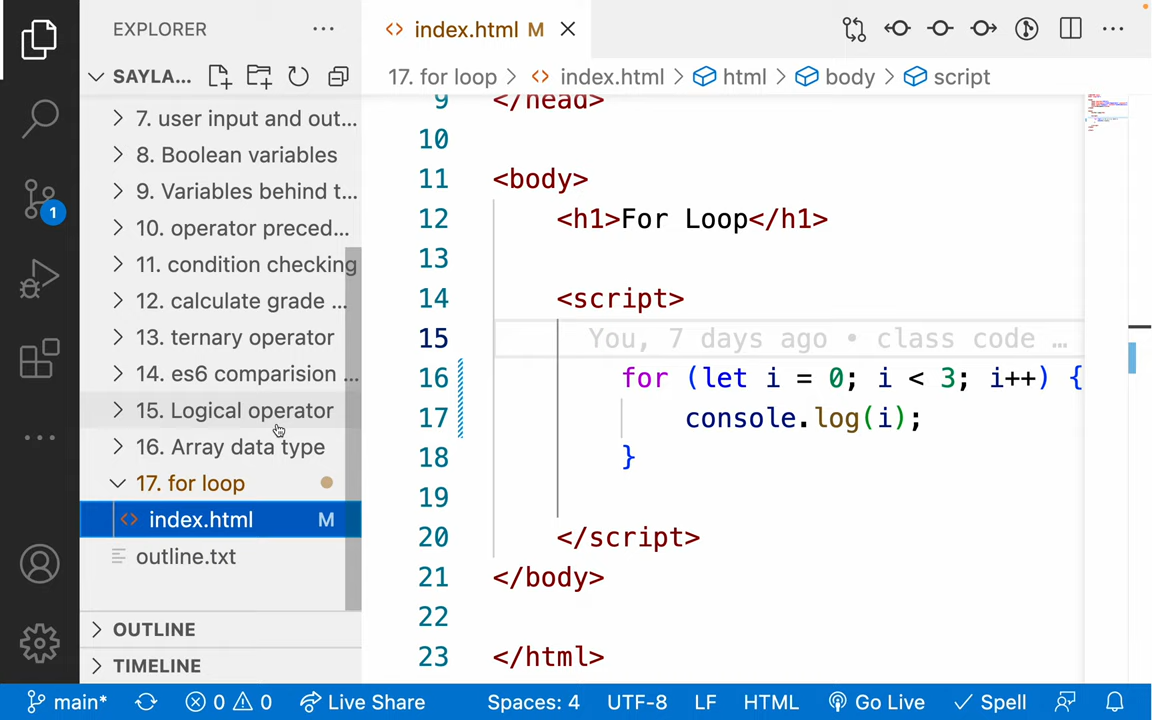 EXPLORER
SAYLA...
7. user input and out...
8. Boolean variables
9. Variables behind t...
10. operator preced...
11. condition checking
12. calculate grade ...
13. ternary operator
14. es6 comparision ...
15. Logical operator
16. Array data type
17. for loop
index.html M
outline.txt
OUTLINE
TIMELINE
index.html M
17. for loop > index.html > html > body > script
9 </head>
10
11 <body>
12 <h1>For Loop</h1>
13
14 <script>
15 You, 7 days ago • class code ...
16 for (let i = 0; i < 3; i++) {
17 console.log(i);
18 }
19
20 </script>
21 </body>
22
23 </html>
1
main* 0 0 Live Share Spaces: 4 UTF-8 LF HTML Go Live Spell